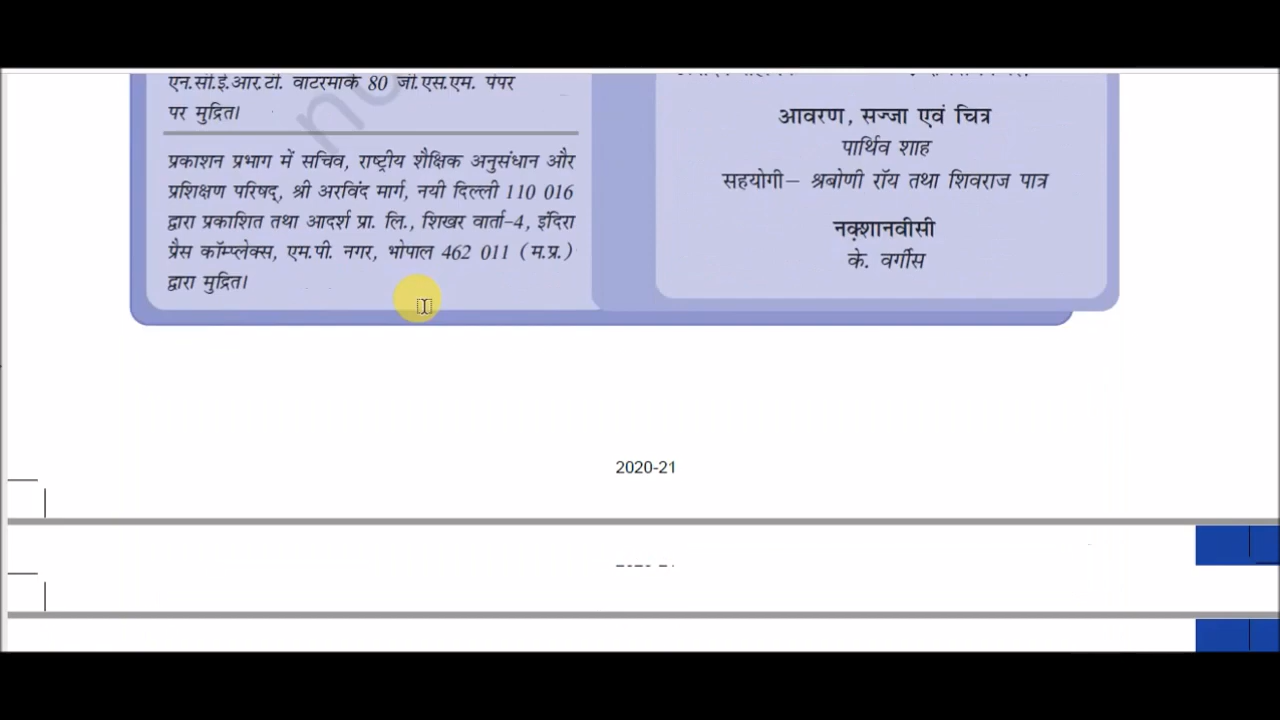 एन.सी.ई.आर.टी. वाटरमार्क 80 जी.एस.एम. पेपर
पर मुद्रित।
प्रकाशन प्रभाग में सचिव, राष्ट्रीय शैक्षिक अनुसंधान और
प्रशिक्षण परिषद्, श्री अरविंद मार्ग, नयी दिल्ली 110 016
द्वारा प्रकाशित तथा आदर्श प्रा. लि., शिखर वार्ता-4, इंदिरा
प्रैस कॉम्प्लेक्स, एम.पी. नगर, भोपाल 462 011 (म.प्र.)
द्वारा मुद्रित।
आवरण, सज्जा एवं चित्र
पार्थिव शाह
सहयोगी– श्रबोणी रॉय तथा शिवराज पात्र
नक़्शानवीसी
के. वर्गीस
2020-21